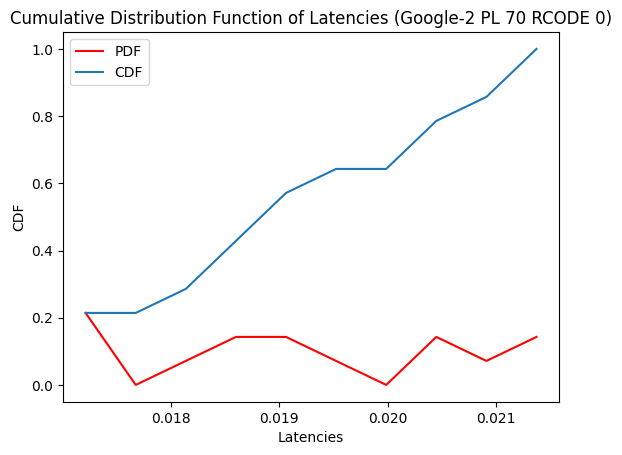 Cumulative Distribution Function of Latencies (Google-2 PL 70 RCODE 0)
PDF
CDF
1.0
0.8
0.6
0.4
0.2
0.0
CDF
0.018
0.019
0.020
0.021
Latencies